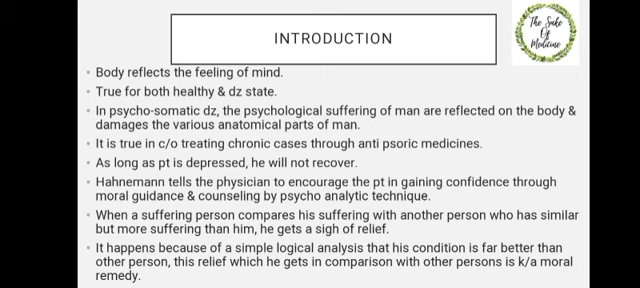 The Sake
Of
Medicine
INTRODUCTION
• Body reflects the feeling of mind.
• True for both healthy & dz state.
• In psycho-somatic dz, the psychological suffering of man are reflected on the body &
damages the various anatomical parts of man.
• It is true in c/o treating chronic cases through anti psoric medicines.
• As long as pt is depressed, he will not recover.
• Hahnemann tells the physician to encourage the pt in gaining confidence through
moral guidance & counseling by psycho analytic technique.
• When a suffering person compares his suffering with another person who has similar
but more suffering than him, he gets a sigh of relief.
• It happens because of a simple logical analysis that his condition is far better than
other person, this relief which he gets in comparison with other persons is k/a moral
remedy.